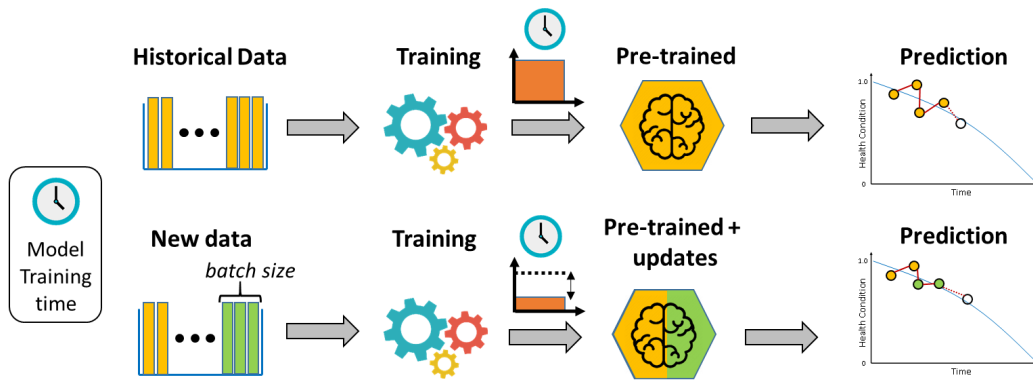 Historical Data
Training
Pre-trained
Prediction
1.0
Health Condition
0
Time
Model
Training
time
New data
batch size
Training
Pre-trained +
updates
Prediction
1.0
Health Condition
0
Time